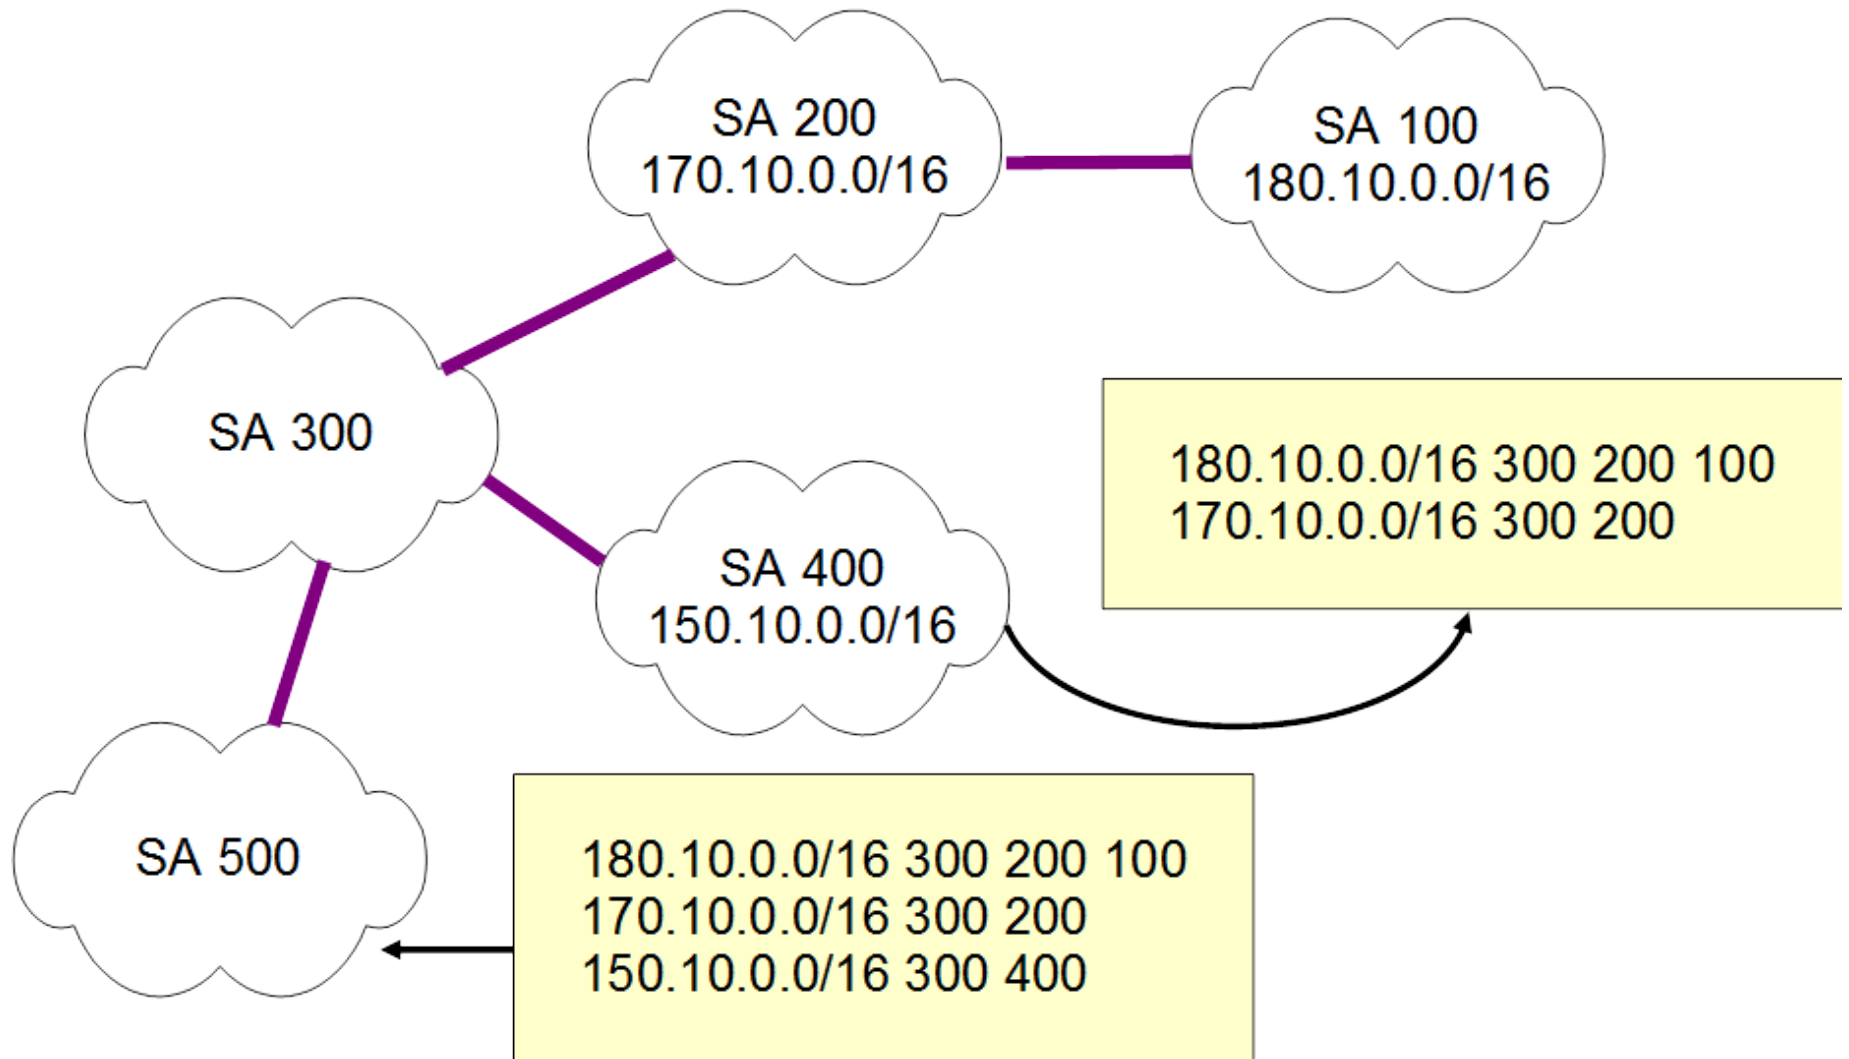 SA 200
170.10.0.0/16
SA 100
180.10.0.0/16
SA 300
SA 400
150.10.0.0/16
180.10.0.0/16 300 200 100
170.10.0.0/16 300 200
SA 500
180.10.0.0/16 300 200 100
170.10.0.0/16 300 200
150.10.0.0/16 300 400